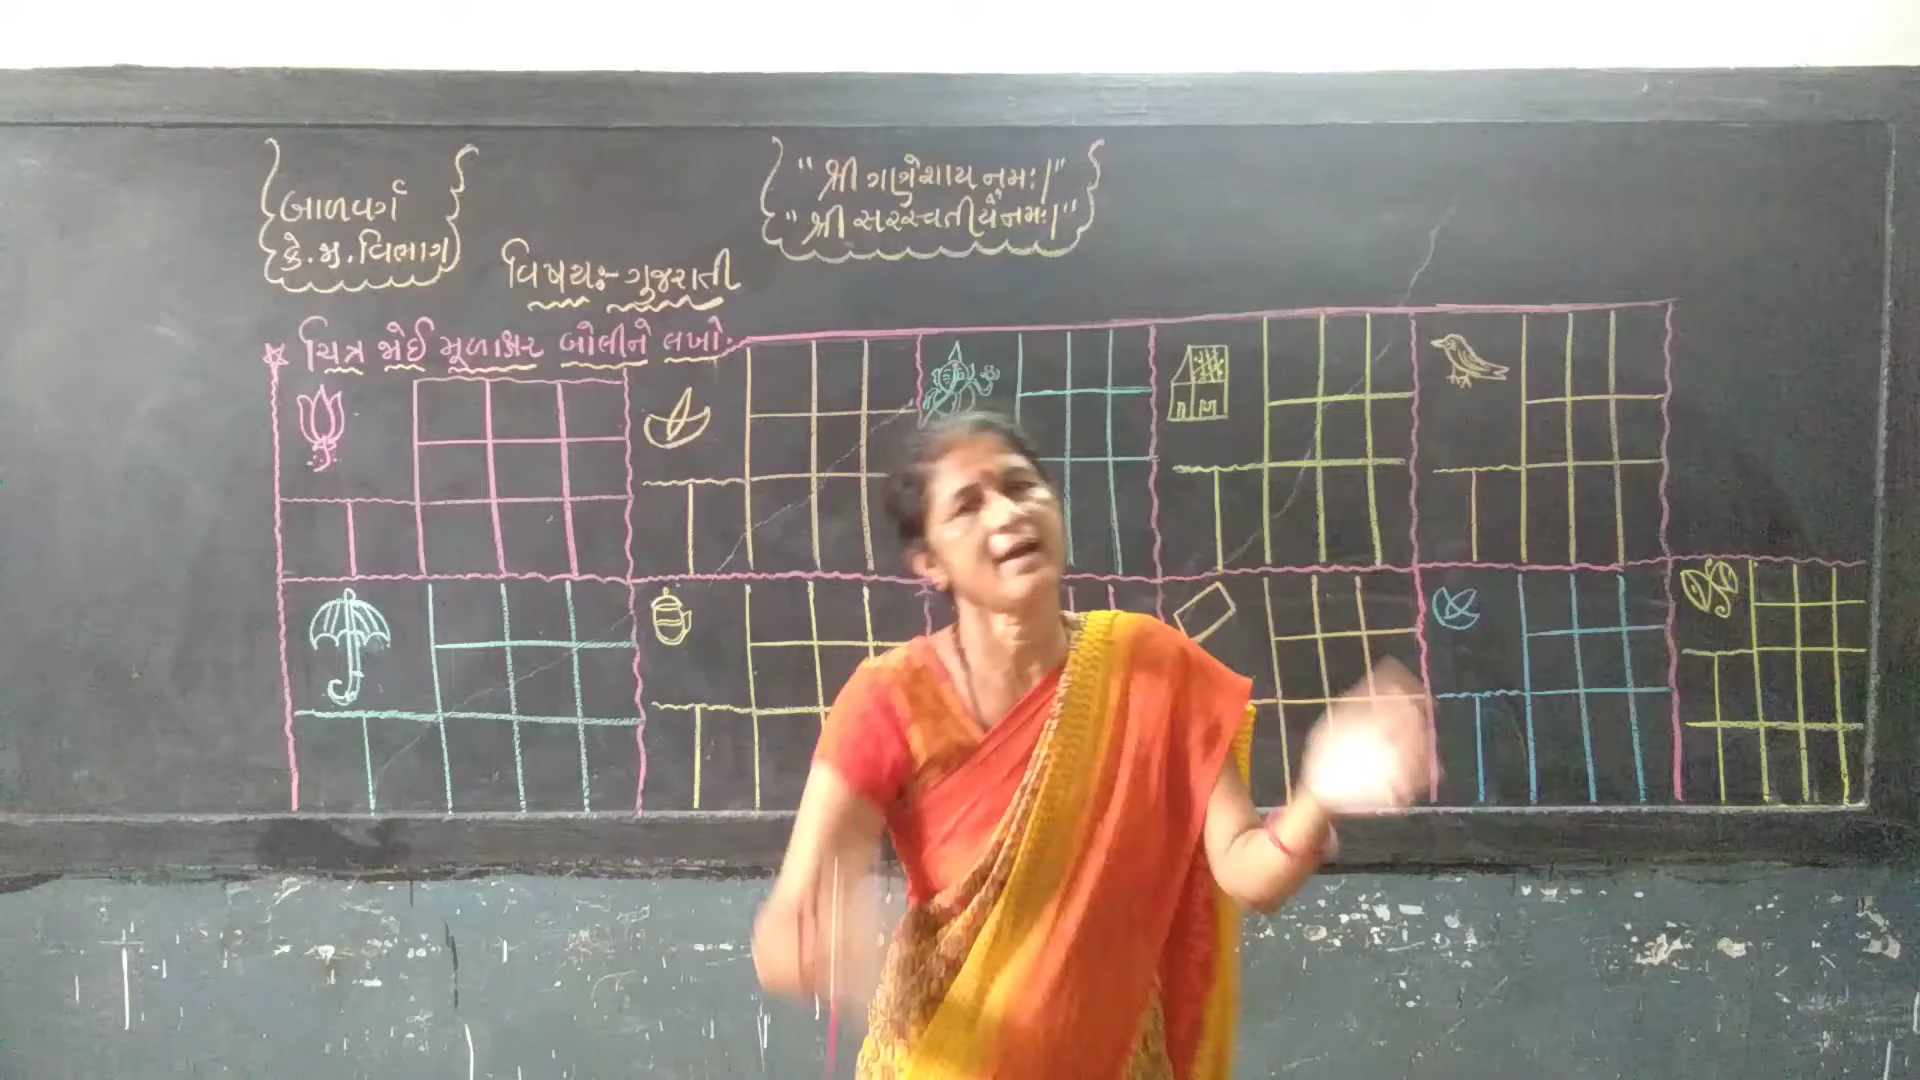 બાળવર્ગ
કે.મ.વિભાગ
"શ્રી ગણેશાય નમઃ।"
"શ્રી સરસ્વતીયૈ નમઃ।"
વિષય:- ગુજરાતી
* ચિત્ર જોઈ મૂળાક્ષર બોલીને લખો.